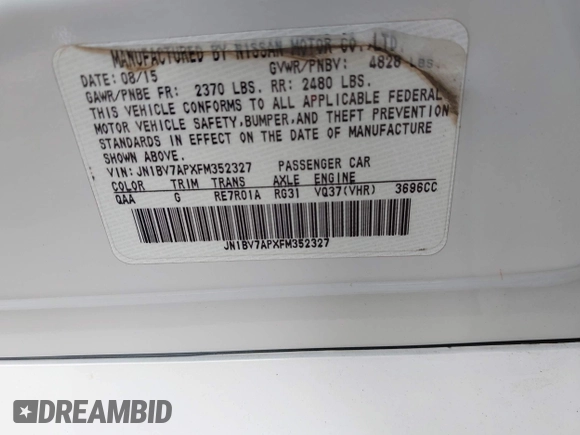 MANUFACTURED BY NISSAN MOTOR CO.,LTD.
DATE: 08/15 GVWR/PNBV: 4828 LBS.
GAWR/PNBE FR: 2370 LBS. RR: 2480 LBS.
THIS VEHICLE CONFORMS TO ALL APPLICABLE FEDERAL
MOTOR VEHICLE SAFETY,BUMPER,AND THEFT PREVENTION
STANDARDS IN EFFECT ON THE DATE OF MANUFACTURE
SHOWN ABOVE.
VIN: JN1BV7APXFM352327 PASSENGER CAR
COLOR TRIM TRANS AXLE ENGINE
QAA G RE7R01A RG31 VQ37(VHR) 3696CC
JN1BV7APXFM352327
DREAMBID